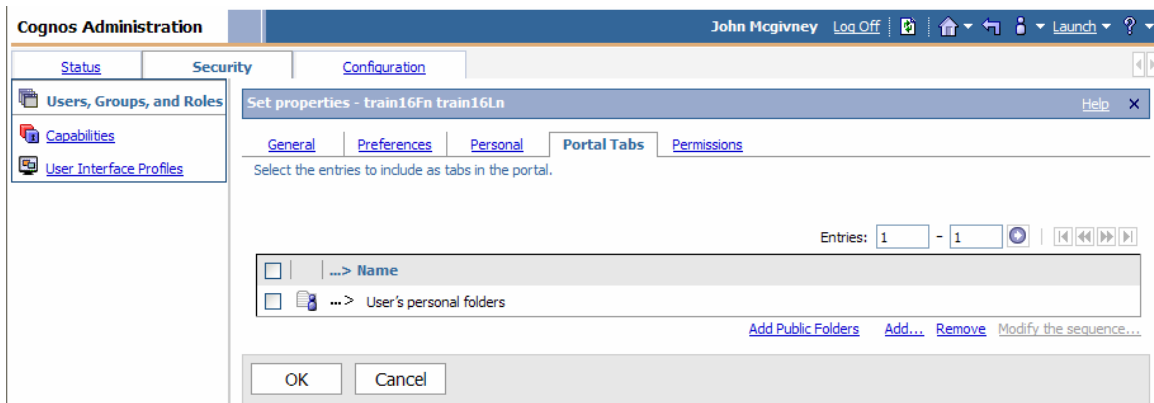 Cognos Administration
John Mcgivney Log Off Launch ?
Status Security Configuration
Users, Groups, and Roles
Capabilities
User Interface Profiles
Set properties - train16Fn train16Ln Help X
General Preferences Personal Portal Tabs Permissions
Select the entries to include as tabs in the portal.
Entries: 1 - 1
...> Name
...> User's personal folders
Add Public Folders Add... Remove Modify the sequence...
OK Cancel